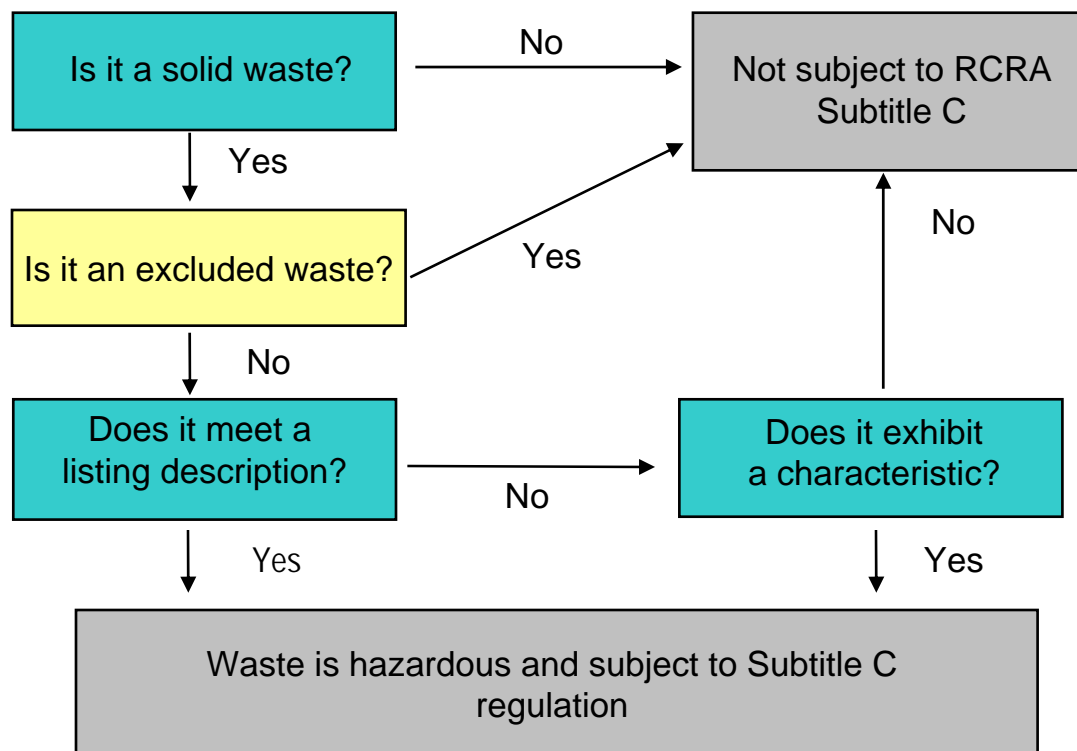 Is it a solid waste?
No
Not subject to RCRA
Subtitle C
Yes
Is it an excluded waste?
Yes
No
No
Does it meet a
listing description?
No
Does it exhibit
a characteristic?
Yes
Yes
Waste is hazardous and subject to Subtitle C
regulation